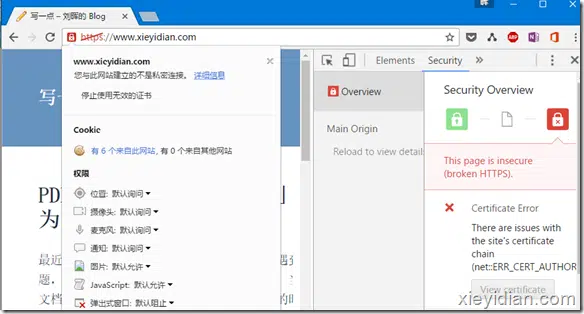 写一点 – 刘晖的 Blog
https://www.xieyidian.com
www.xieyidian.com
您与此网站建立的不是私密连接。 详细信息
停止使用无效的证书
Cookie
有 6 个来自此网站, 有 0 个来自其他网站
权限
位置: 默认询问
摄像头: 默认询问
麦克风: 默认询问
通知: 默认询问
图片: 默认允许
JavaScript: 默认允许
弹出式窗口: 默认阻止
写一
PD
为
最近
题.
文档
Elements Security
Overview
Main Origin
Reload to view details
Security Overview
This page is insecure
(broken HTTPS).
Certificate Error
There are issues with
the site's certificate
chain
(net::ERR_CERT_AUTHOR
View certificate
xieyidian.com